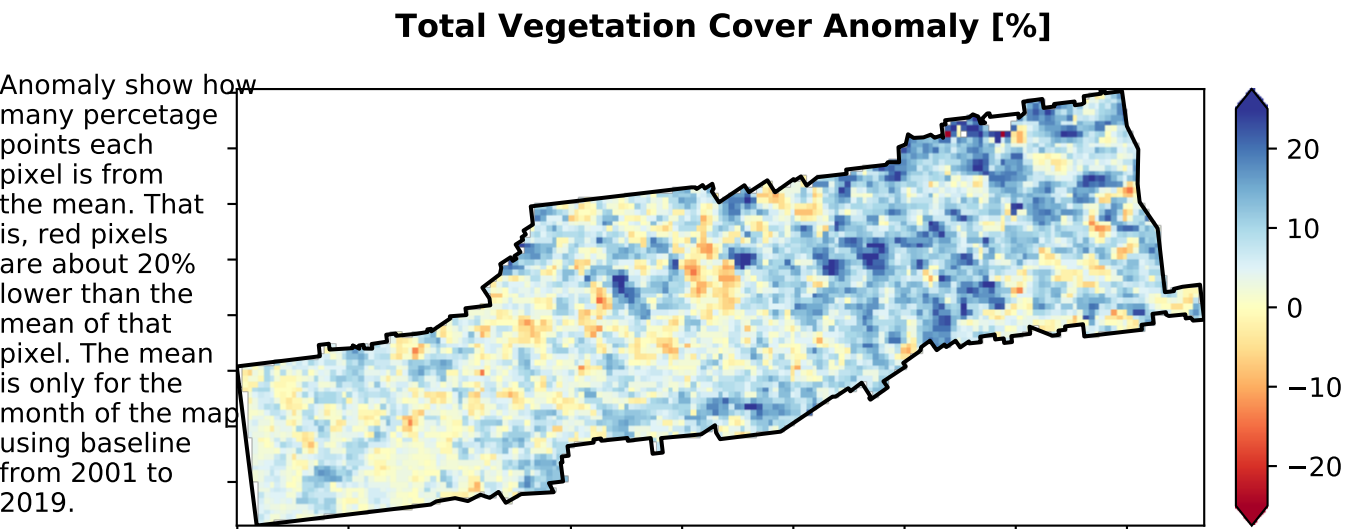 Total Vegetation Cover Anomaly [%]
Anomaly show how
many percetage
points each
pixel is from
the mean. That
is, red pixels
are about 20%
lower than the
mean of that
pixel. The mean
is only for the
month of the map
using baseline
from 2001 to
2019.
20
10
0
−10
−20